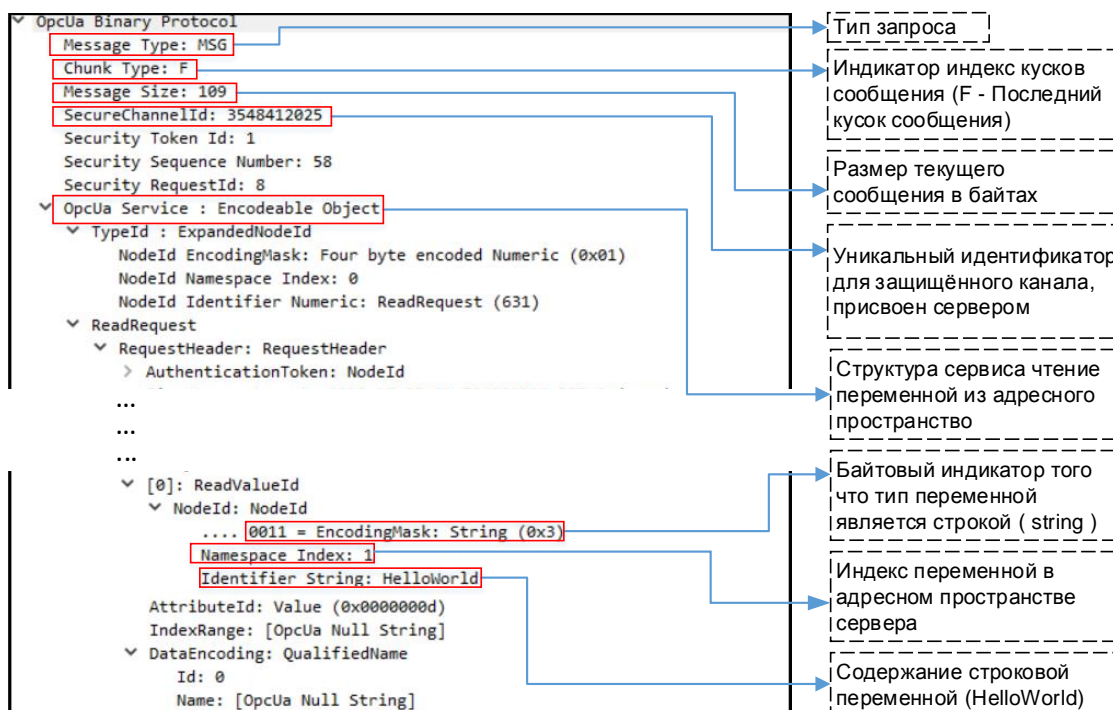 OpcUa Binary Protocol
Message Type: MSG
Chunk Type: F
Message Size: 109
SecureChannelId: 3548412025
Security Token Id: 1
Security Sequence Number: 58
Security RequestId: 8
OpcUa Service : Encodeable Object
TypeId : ExpandedNodeId
NodeId EncodingMask: Four byte encoded Numeric (0x01)
NodeId Namespace Index: 0
NodeId Identifier Numeric: ReadRequest (631)
ReadRequest
RequestHeader: RequestHeader
AuthenticationToken: NodeId
...
...
...
[0]: ReadValueId
NodeId: NodeId
.... 0011 = EncodingMask: String (0x3)
Namespace Index: 1
Identifier String: HelloWorld
AttributeId: Value (0x0000000d)
IndexRange: [OpcUa Null String]
DataEncoding: QualifiedName
Id: 0
Name: [OpcUa Null String]
Тип запроса
Индикатор индекс кусков
сообщения (F - Последний
кусок сообщения)
Размер текущего
сообщения в байтах
Уникальный идентификатор
для защищённого канала,
присвоен сервером
Структура сервиса чтение
переменной из адресного
пространство
Байтовый индикатор того
что тип переменной
является строкой ( string )
Индекс переменной в
адресном пространстве
сервера
Содержание строковой
переменной (HelloWorld)